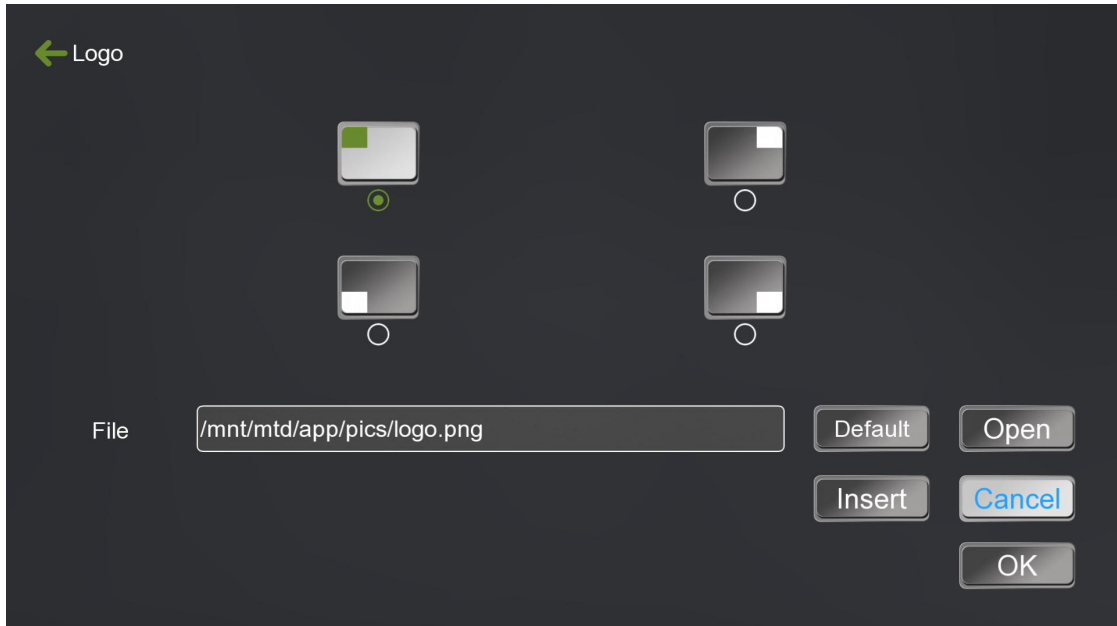 Logo
File
/mnt/mtd/app/pics/logo.png
Default
Open
Insert
Cancel
OK